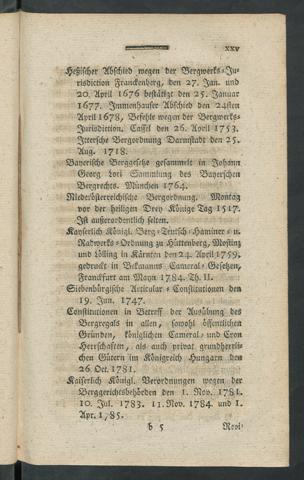 xxv
Heßischer Abschied wegen der Bergwerks-Ju-
risdiction Franckenberg, den 27. Jan. und
20. April 1676 bestätigt den 25. Januar
1677. Immenhauser Abschied den 24sten
April 1678, Befehle wegen der Bergwerks-
Jurisdiction. Cassel den 26. April 1753.
Ittersche Bergordnung Darmstadt den 25.
Aug. 1718.
Bayerische Berggesetze gesammelt in Johann
Georg Lori Sammlung des Bayerschen
Bergrechts. München 1764.
Niederösterreichische Bergordnung. Montag
vor der heiligen Drey Könige Tag 1517.
Ist außerordentlich selten.
Kayserlich Königl. Berg-Teutsch-Hammer- u.
Radwerks-Ordnung zu Hüttenberg, Mosting
und Lölling in Kärnten den 24. April 1759.
gedruckt in Bekmanns Cameral-Gesetzen,
Franckfurt am Mayn 1784. Th. II.
Siebenbürgische Articular-Constitutionen den
19. Jun. 1747.
Constitutionen in Betreff der Ausübung des
Bergregals in allen, sowohl öffentlichen
Gründen, königlichen Cameral- und Cron
Herrschaften, als auch privat grundherrli-
chen Gütern im Königreich Hungarn den
26. Oct. 1781.
Kaiserlich Königl. Verordnungen wegen der
Berggerichtsbehörden den 1. Nov. 1781.
10. Jul. 1783. 11. Nov. 1784 und 1.
Apr. 1785.
b 5